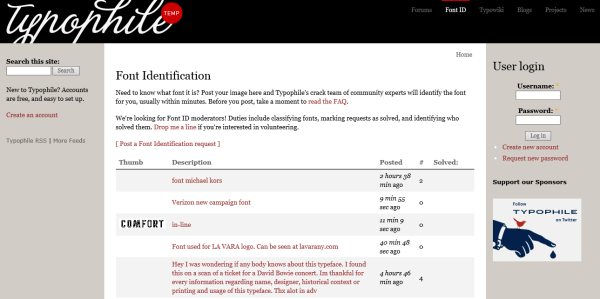 Typophile
TEMP
Forums Font ID Typowiki Blogs Projects News
Search this site:
Search
New to Typophile? Accounts
are free, and easy to set up.
Create an account
Typophile RSS | More Feeds
Home
Font Identification
Need to know what font it is? Post your image here and Typophile's crack team of community experts will identify the font
for you, usually within minutes. Before you post, take a moment to read the FAQ.
We're looking for Font ID moderators! Duties include classifying fonts, marking requests as solved, and identifying who
solved them. Drop me a line if you're interested in volunteering.
[ Post a Font Identification request ]
Thumb Description Posted # Solved:
font michael kors 2 hours 58 min ago 2
Verizon new campaign font 9 min 55 sec ago 0
COMFORT in-line 11 min 9 sec ago 0
Font used for LA VARA logo. Can be seen at lavarany.com 40 min 48 sec ago 0
Hey I was wondering if any body knows about this typeface. I found
this on a scan of a ticket for a David Bowie concert. Im thankful for
every information regarding name, designer, historical context or
printing and usage of this typeface. Thx alot in adv
4 hours 46 min ago 4
User login
Username: *
Password: *
Log in
Create new account
Request new password
Support our Sponsors
Follow
TYPOPHILE
on Twitter